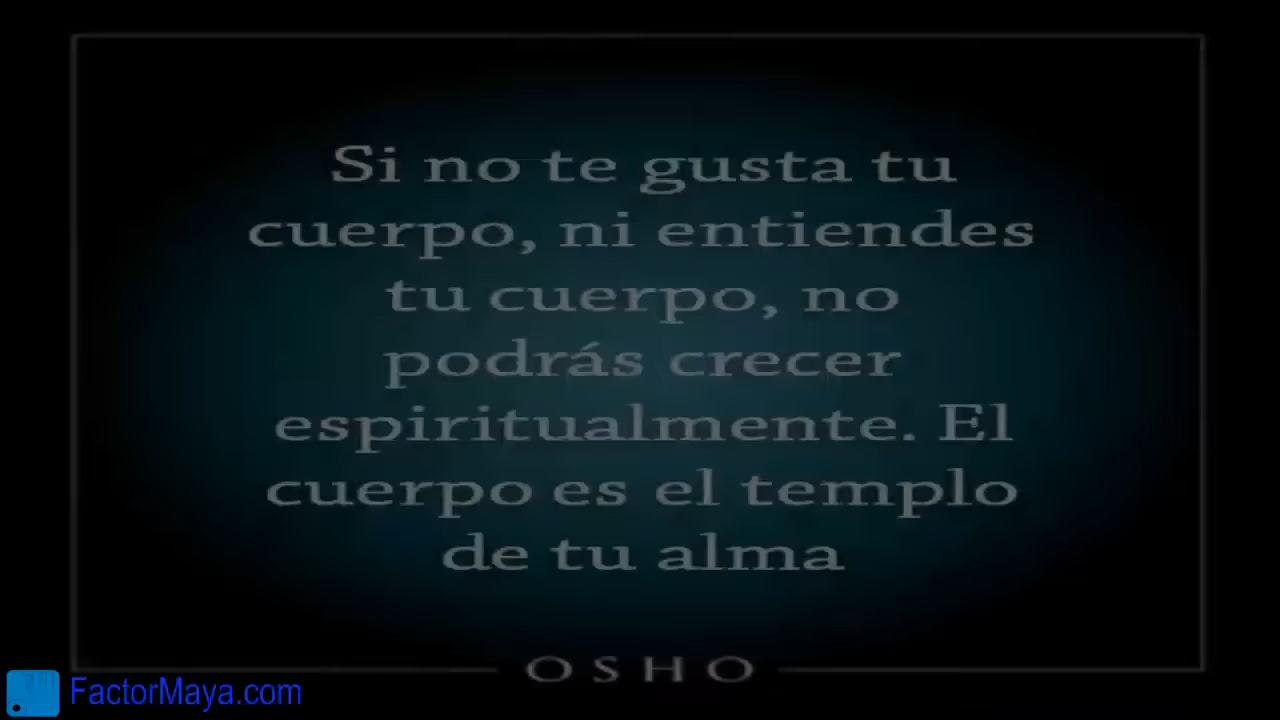 Si no te gusta tu
cuerpo, ni entiendes
tu cuerpo, no
podrás crecer
espiritualmente. El
cuerpo es el templo
de tu alma
OSHO
FactorMaya.com